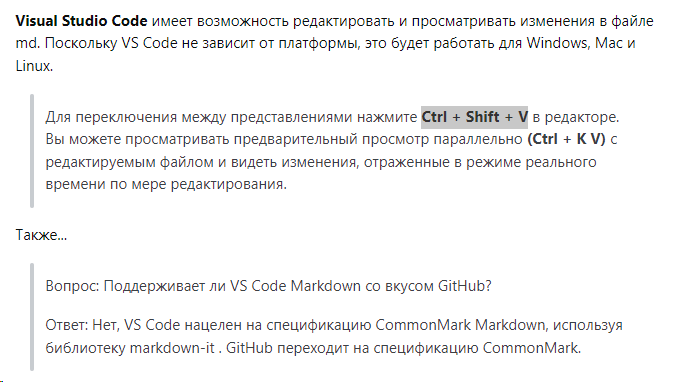 Visual Studio Code имеет возможность редактировать и просматривать изменения в файле
md. Поскольку VS Code не зависит от платформы, это будет работать для Windows, Mac и
Linux.
Для переключения между представлениями нажмите Ctrl + Shift + V в редакторе.
Вы можете просматривать предварительный просмотр параллельно (Ctrl + K V) с
редактируемым файлом и видеть изменения, отраженные в режиме реального
времени по мере редактирования.
Также...
Вопрос: Поддерживает ли VS Code Markdown со вкусом GitHub?
Ответ: Нет, VS Code нацелен на спецификацию CommonMark Markdown, используя
библиотеку markdown-it . GitHub переходит на спецификацию CommonMark.